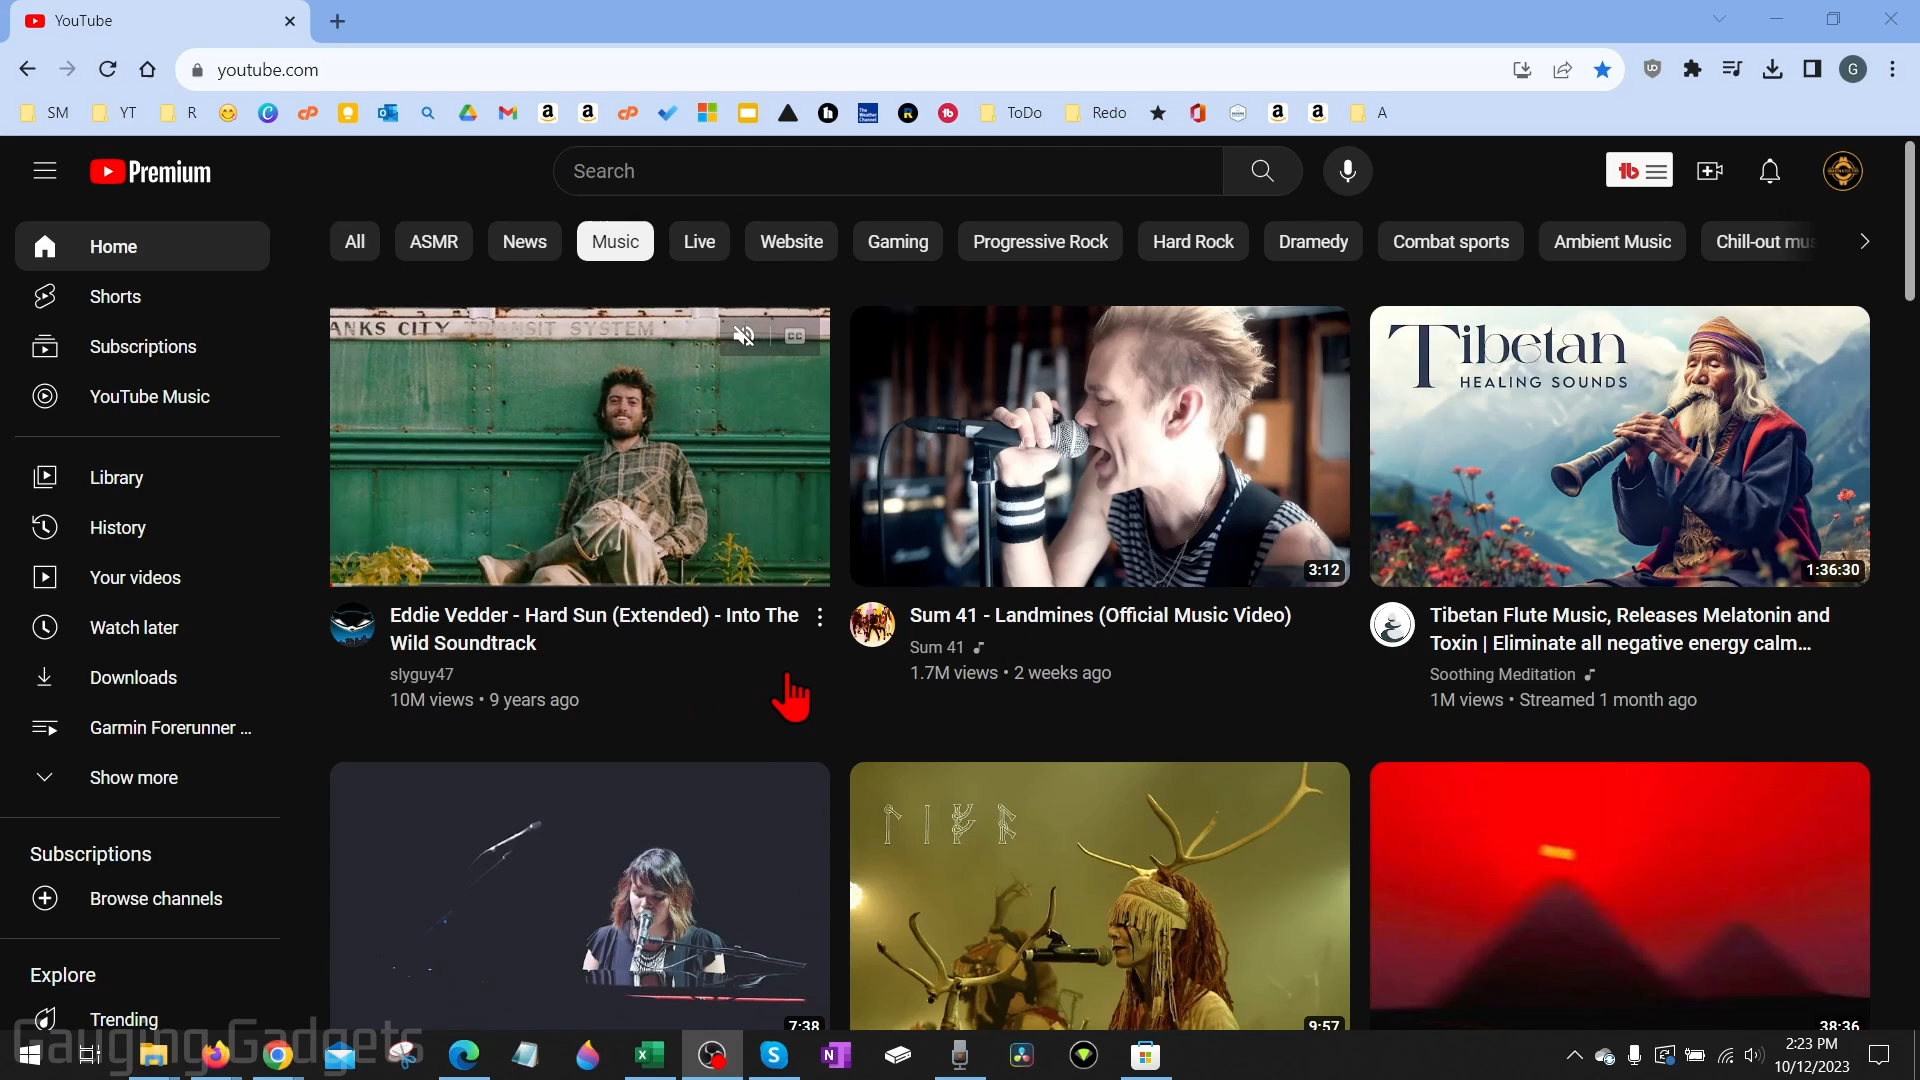 YouTube
youtube.com
SM YT R ToDo Redo A
Premium
Search
All ASMR News Music Live Website Gaming Progressive Rock Hard Rock Dramedy Combat sports Ambient Music Chill-out mus
Home
Shorts
Subscriptions
YouTube Music
Library
History
Your videos
Watch later
Downloads
Garmin Forerunner ...
Show more
Subscriptions
Browse channels
Explore
Trending
ANKS CITY TRANSIT SYSTEM
CC
Eddie Vedder - Hard Sun (Extended) - Into The
Wild Soundtrack
slyguy47
10M views • 9 years ago
3:12
Sum 41 - Landmines (Official Music Video)
Sum 41
1.7M views • 2 weeks ago
Tibetan
HEALING SOUNDS
1:36:30
Tibetan Flute Music, Releases Melatonin and
Toxin | Eliminate all negative energy calm...
Soothing Meditation
1M views • Streamed 1 month ago
7:38
ᛚᛁᚠᚨ
9:57
38:36
Gauging Gadgets
2:23 PM
10/12/2023